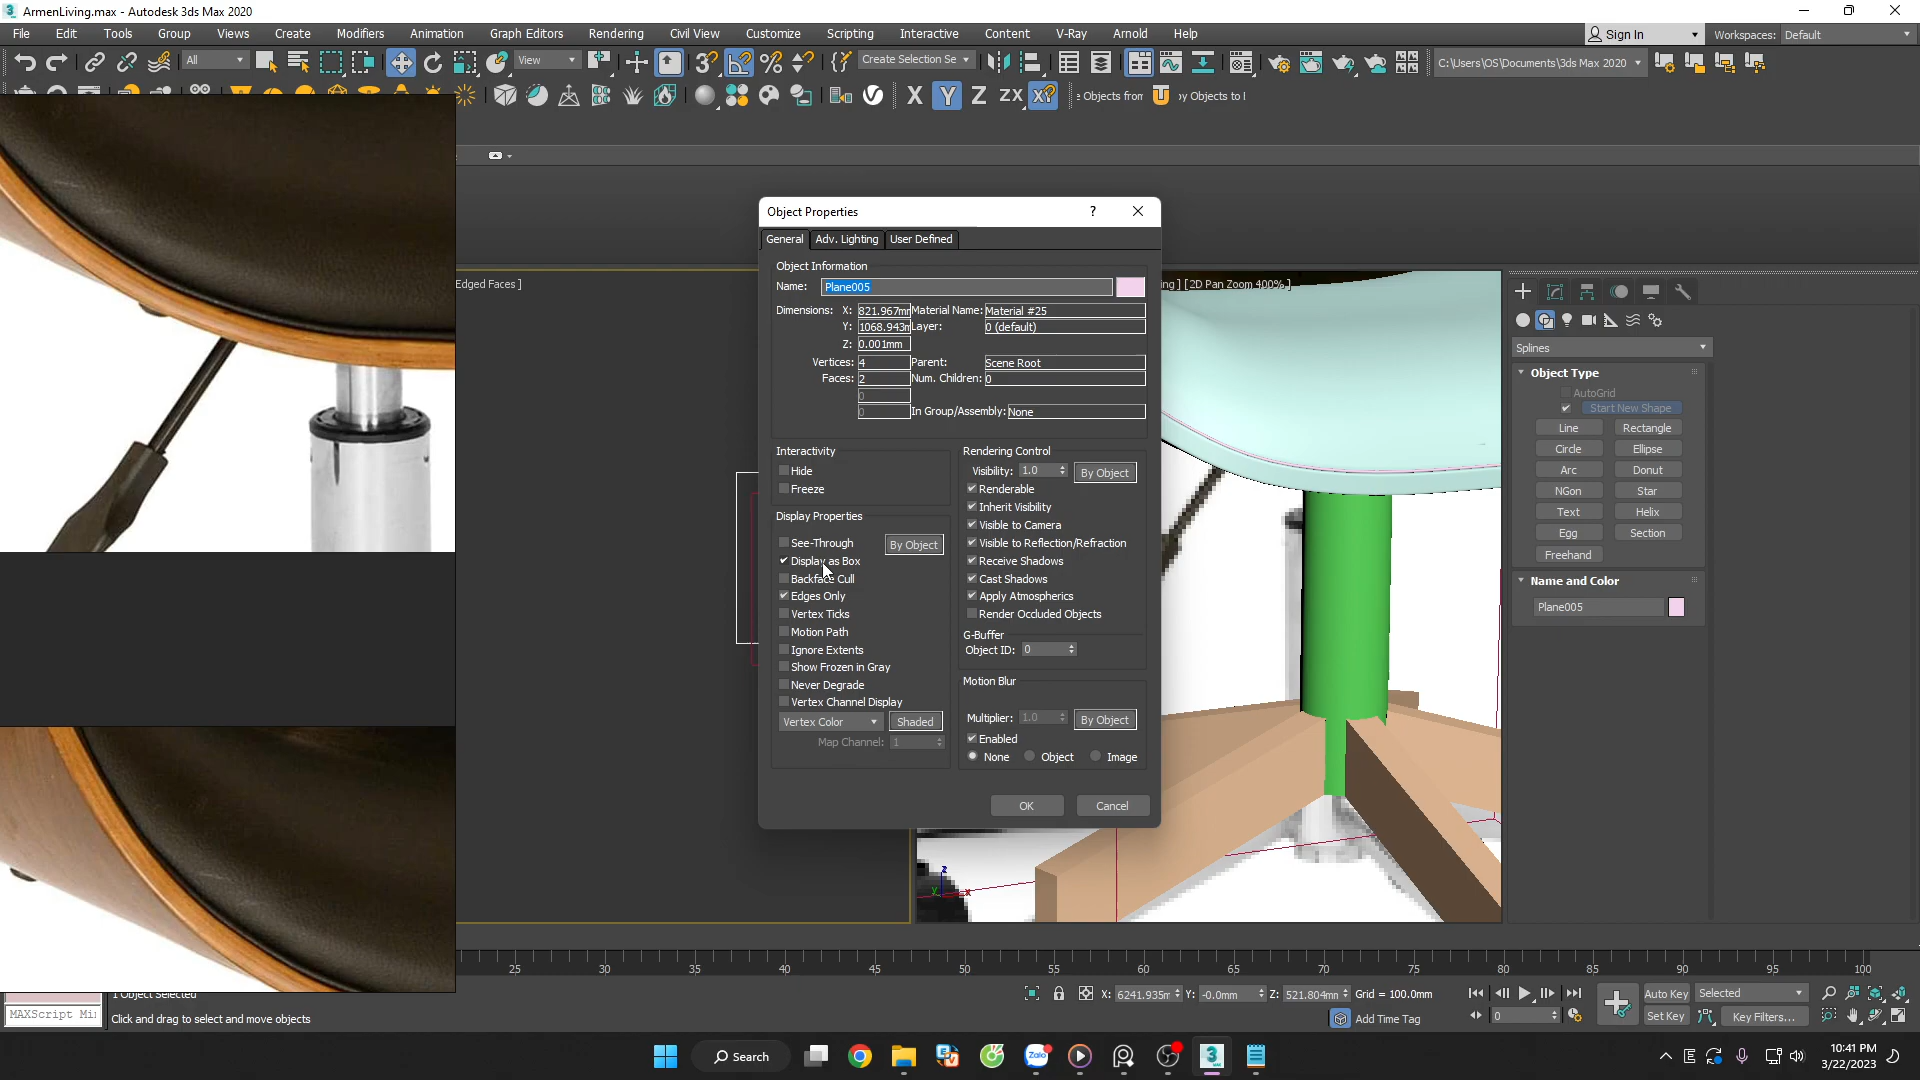 ArmenLiving.max - Autodesk 3ds Max 2020
File Edit Tools Group Views Create Modifiers Animation Graph Editors Rendering Civil View Customize Scripting Interactive Content V-Ray Arnold Help
Sign In Workspaces: Default
All View Create Selection Se C:\Users\OS\Documents\3ds Max 2020
X Y Z ZX XY e Objects from by Objects to l
Edged Faces ]
ing ] [2D Pan Zoom 400% ]
Object Properties
General Adv. Lighting User Defined
Object Information
Name: Plane005
Dimensions: X: 821.967mm Material Name: Material #25
Y: 1068.943m Layer: 0 (default)
Z: 0.001mm
Vertices: 4 Parent: Scene Root
Faces: 2 Num. Children: 0
0
0 In Group/Assembly: None
Interactivity
Hide
Freeze
Display Properties
See-Through By Object
Display as Box
Backface Cull
Edges Only
Vertex Ticks
Motion Path
Ignore Extents
Show Frozen in Gray
Never Degrade
Vertex Channel Display
Vertex Color Shaded
Map Channel: 1
Rendering Control
Visibility: 1.0 By Object
Renderable
Inherit Visibility
Visible to Camera
Visible to Reflection/Refraction
Receive Shadows
Cast Shadows
Apply Atmospherics
Render Occluded Objects
G-Buffer
Object ID: 0
Motion Blur
Multiplier: 1.0 By Object
Enabled
None Object Image
OK Cancel
Splines
Object Type
AutoGrid
Start New Shape
Line Rectangle
Circle Ellipse
Arc Donut
NGon Star
Text Helix
Egg Section
Freehand
Name and Color
Plane005
z
y x
25 30 35 40 45 50 55 60 65 70 75 80 85 90 95 100
1 Object Selected
MAXScript Mi
Click and drag to select and move objects
X: 6241.935m Y: -0.0mm Z: 521.804mm Grid = 100.0mm
Add Time Tag
0
Auto Key Selected
Set Key Key Filters...
Search
Zalo
3
E
10:41 PM
3/22/2023